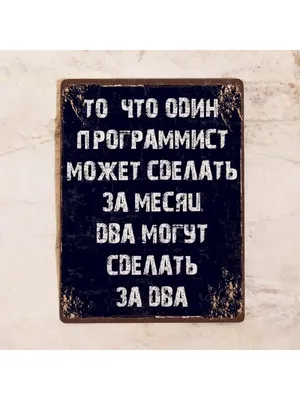 ТО ЧТО ОДИН
ПРОГРАММИСТ
МОЖЕТ СДЕЛАТЬ
ЗА МЕСЯЦ
ДВА МОГУТ
СДЕЛАТЬ
ЗА ДВА